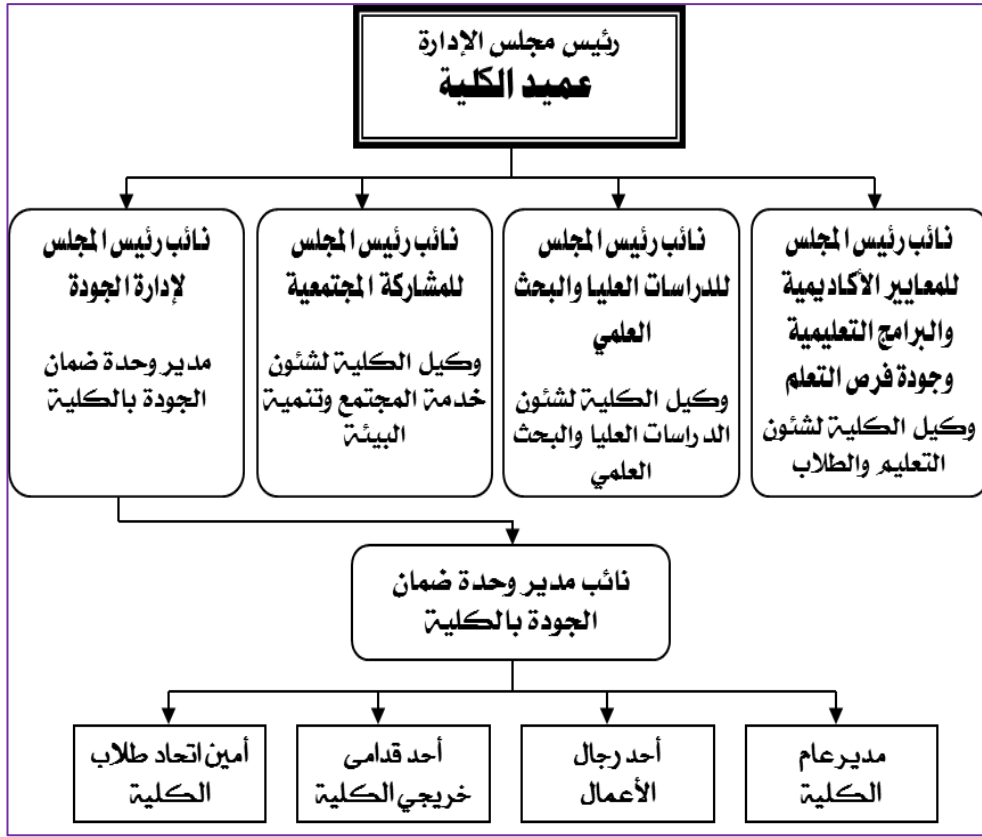 رئيس مجلس الإدارة
عميد الكلية
نائب رئيس المجلس
للمعايير الأكاديمية
والبرامج التعليمية
وجودة فرص التعلم
وكيل الكلية لشئون
التعليم والطلاب
نائب رئيس المجلس
للدراسات العليا والبحث
العلمي
وكيل الكلية لشئون
الدراسات العليا والبحث
العلمي
نائب رئيس المجلس
للمشاركة المجتمعية
وكيل الكلية لشئون
خدمة المجتمع وتنمية
البيئة
نائب رئيس المجلس
لإدارة الجودة
مدير وحدة ضمان
الجودة بالكلية
نائب مدير وحدة ضمان
الجودة بالكلية
مدير عام
الكلية
أحد رجال
الأعمال
أحد قدامى
خريجي الكلية
أمين اتحاد طلاب
الكلية